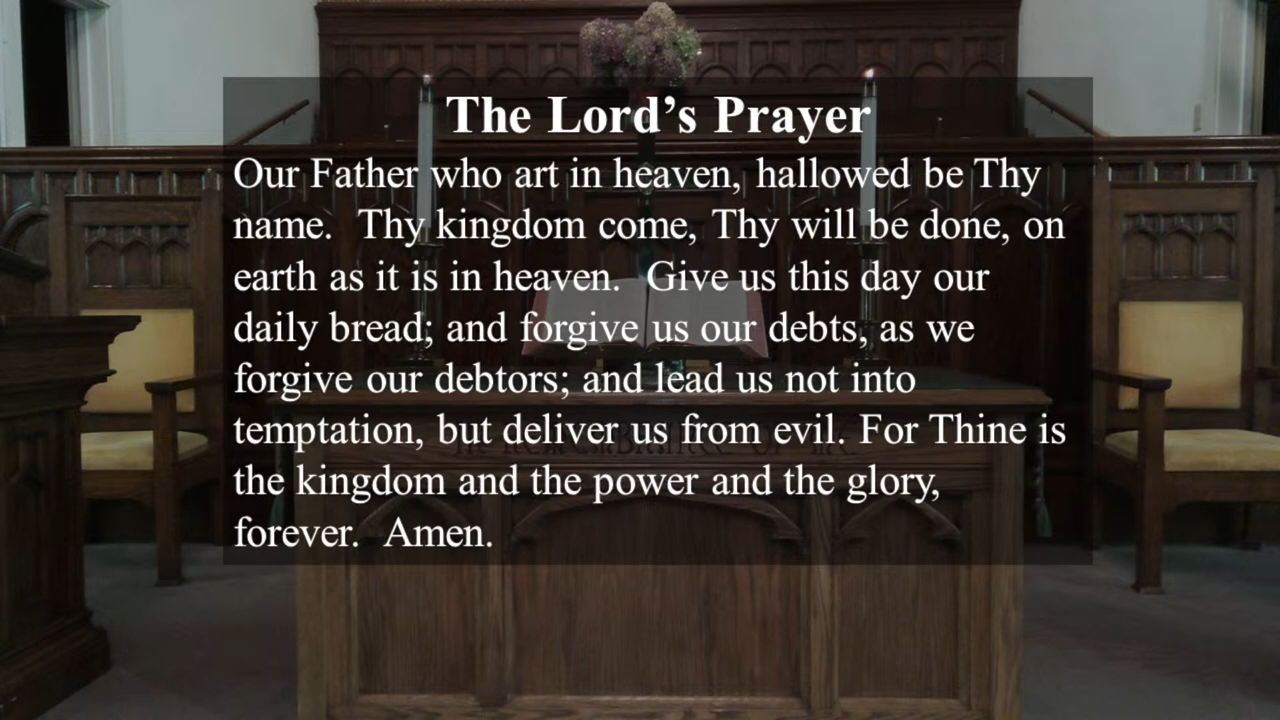 The Lord’s Prayer
Our Father who art in heaven, hallowed be Thy
name.  Thy kingdom come, Thy will be done, on
earth as it is in heaven.  Give us this day our
daily bread; and forgive us our debts, as we
forgive our debtors; and lead us not into
temptation, but deliver us from evil. For Thine is
the kingdom and the power and the glory,
forever.  Amen.